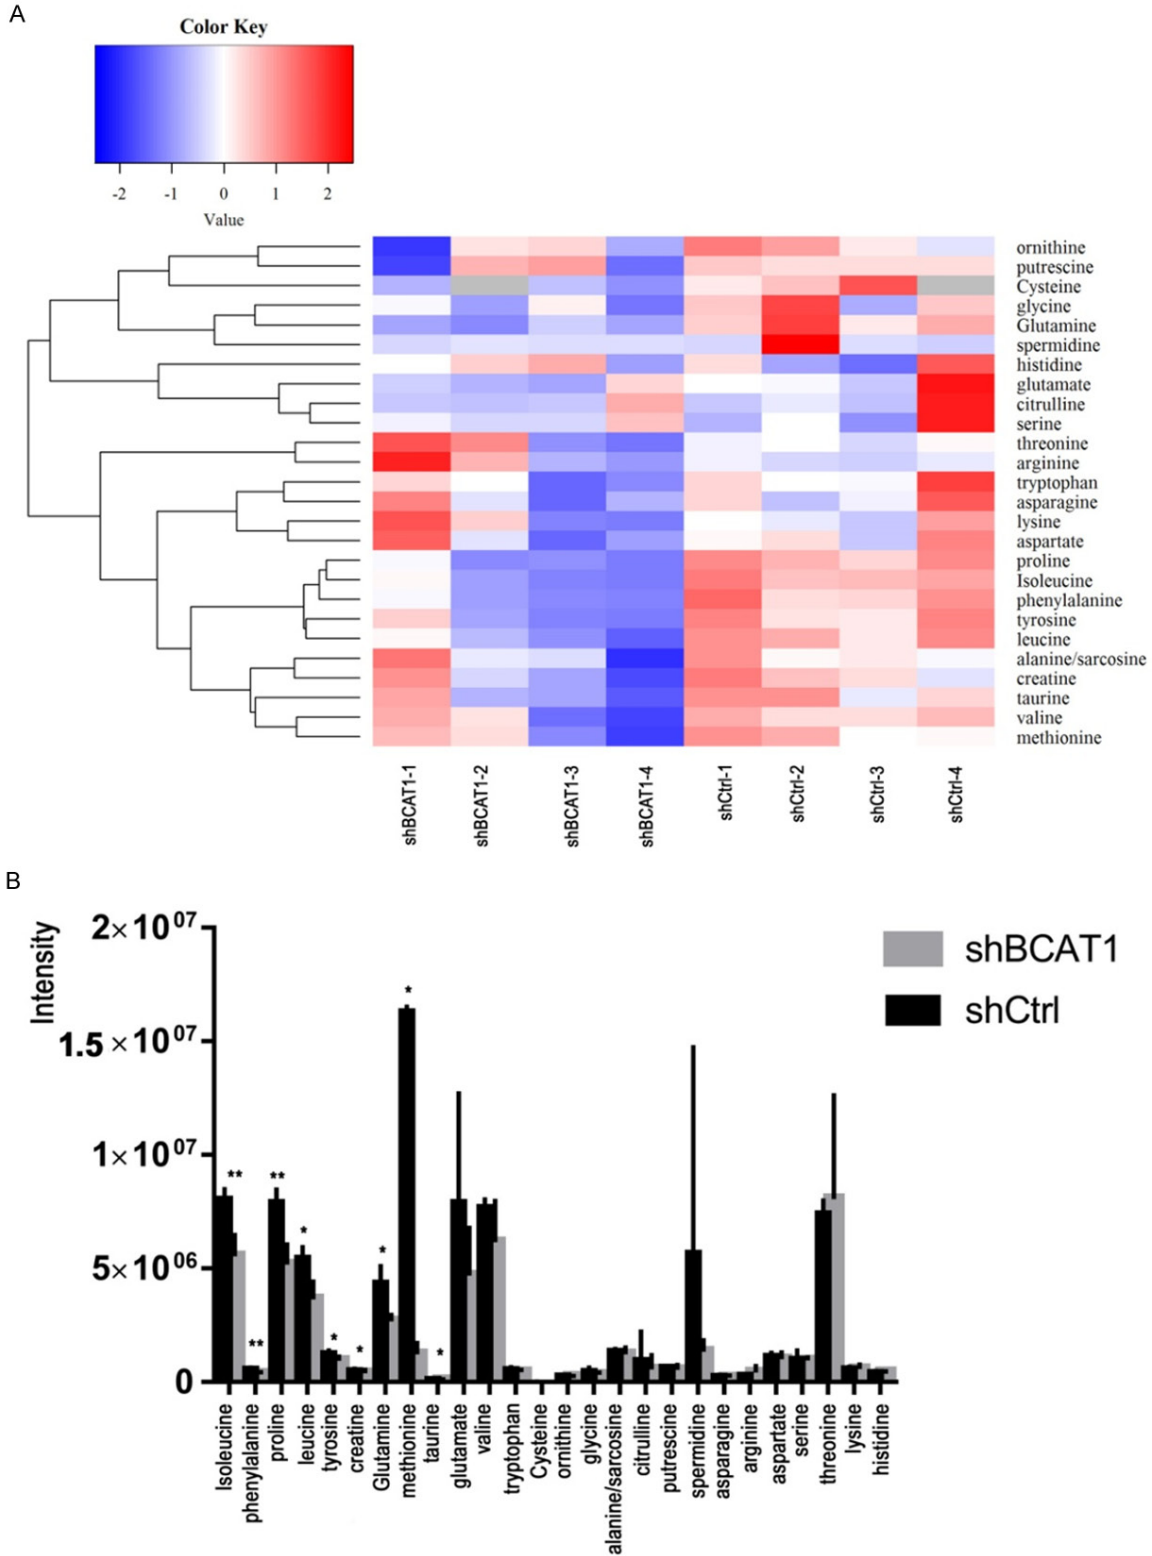 A
Color Key
-2 -1 0 1 2
Value
ornithine
putrescine
Cysteine
glycine
Glutamine
spermidine
histidine
glutamate
citrulline
serine
threonine
arginine
tryptophan
asparagine
lysine
aspartate
proline
Isoleucine
phenylalanine
tyrosine
leucine
alanine/sarcosine
creatine
taurine
valine
methionine
shBCAT1-1
shBCAT1-2
shBCAT1-3
shBCAT1-4
shCtrl-1
shCtrl-2
shCtrl-3
shCtrl-4
B
Intensity
2×10^07
1.5 ×10^07
1×10^07
5×10^06
0
shBCAT1
shCtrl
**
**
**
*
*
*
*
*
*
Isoleucine
phenylalanine
proline
leucine
tyrosine
creatine
Glutamine
methionine
taurine
glutamate
valine
tryptophan
Cysteine
ornithine
glycine
alanine/sarcosine
citrulline
putrescine
spermidine
asparagine
arginine
aspartate
serine
threonine
lysine
histidine